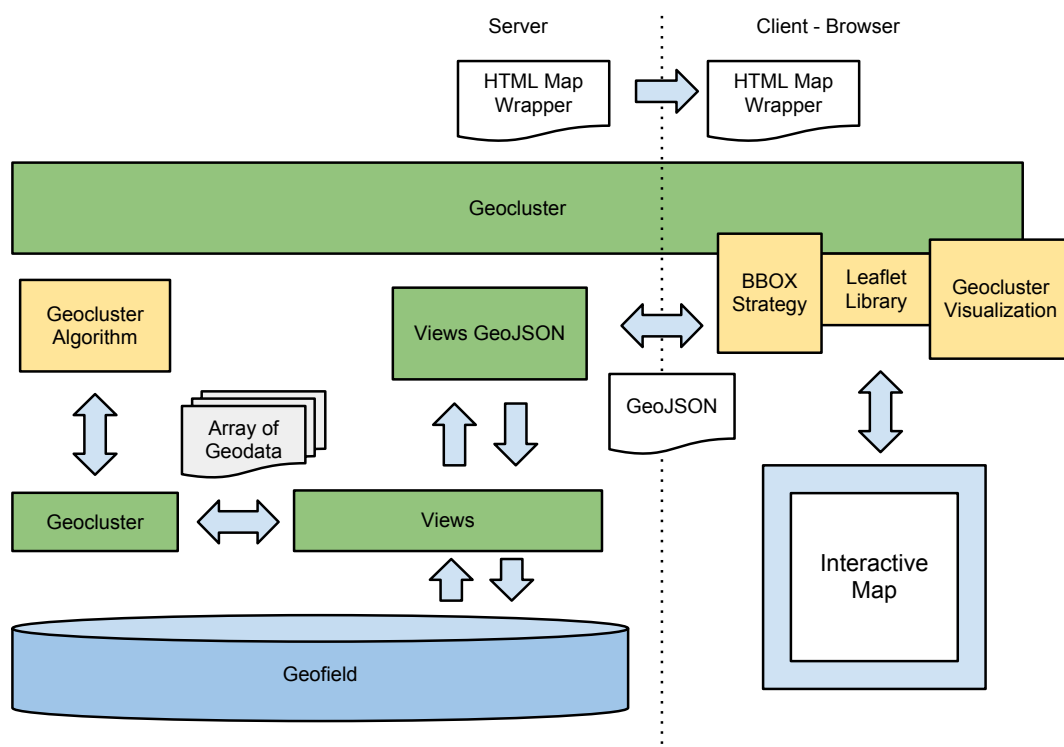 Server
Client - Browser
HTML Map
Wrapper
HTML Map
Wrapper
Geocluster
BBOX
Strategy
Leaflet
Library
Geocluster
Visualization
Geocluster
Algorithm
Views GeoJSON
GeoJSON
Array of
Geodata
Geocluster
Views
Interactive
Map
Geofield